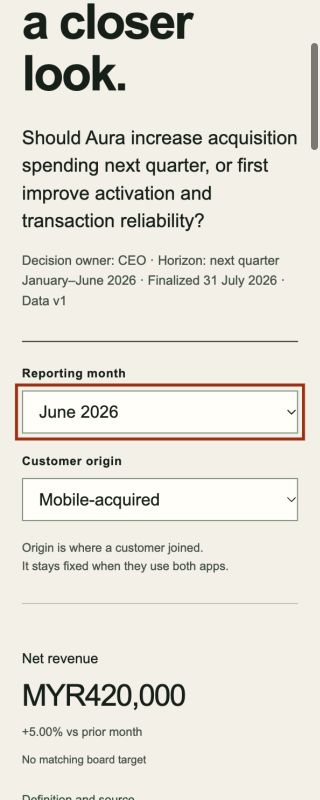 a closer
look.
Should Aura increase acquisition
spending next quarter, or first
improve activation and
transaction reliability?
Decision owner: CEO · Horizon: next quarter
January–June 2026 · Finalized 31 July 2026 ·
Data v1
Reporting month
June 2026
Customer origin
Mobile-acquired
Origin is where a customer joined.
It stays fixed when they use both apps.
Net revenue
MYR420,000
+5.00% vs prior month
No matching board target
Definition and source